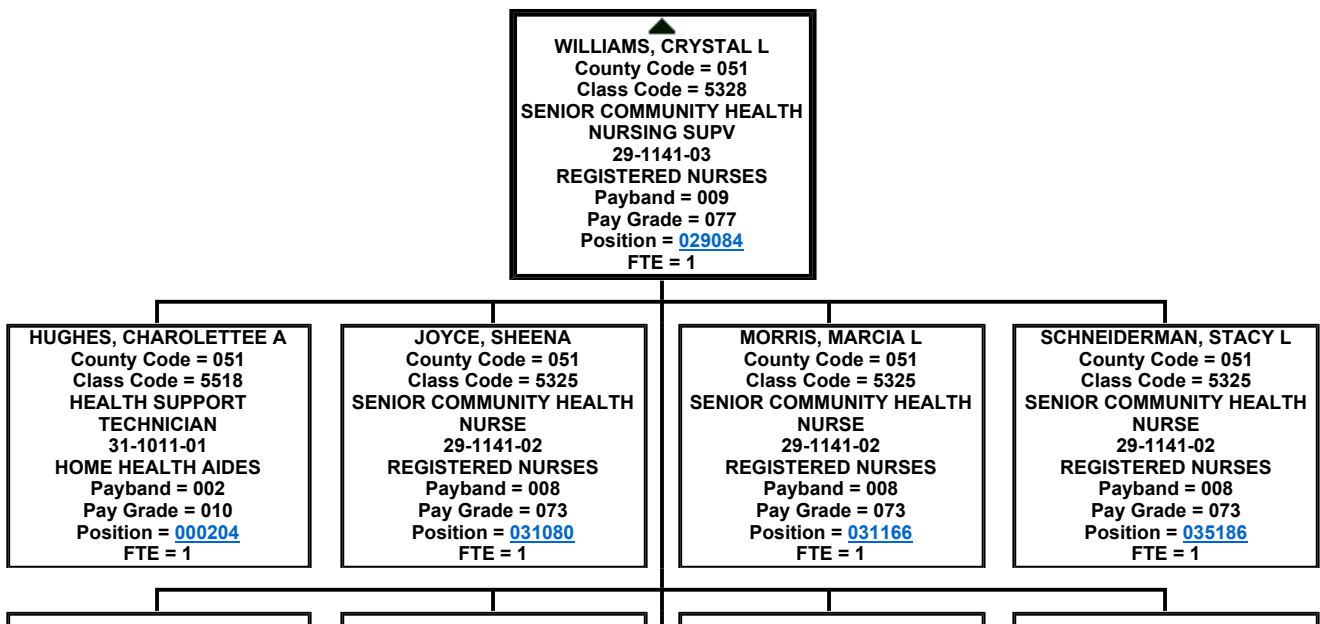 WILLIAMS, CRYSTAL L
County Code = 051
Class Code = 5328
SENIOR COMMUNITY HEALTH
NURSING SUPV
29-1141-03
REGISTERED NURSES
Payband = 009
Pay Grade = 077
Position = 029084
FTE = 1
HUGHES, CHAROLETTEE A
County Code = 051
Class Code = 5518
HEALTH SUPPORT
TECHNICIAN
31-1011-01
HOME HEALTH AIDES
Payband = 002
Pay Grade = 010
Position = 000204
FTE = 1
JOYCE, SHEENA
County Code = 051
Class Code = 5325
SENIOR COMMUNITY HEALTH
NURSE
29-1141-02
REGISTERED NURSES
Payband = 008
Pay Grade = 073
Position = 031080
FTE = 1
MORRIS, MARCIA L
County Code = 051
Class Code = 5325
SENIOR COMMUNITY HEALTH
NURSE
29-1141-02
REGISTERED NURSES
Payband = 008
Pay Grade = 073
Position = 031166
FTE = 1
SCHNEIDERMAN, STACY L
County Code = 051
Class Code = 5325
SENIOR COMMUNITY HEALTH
NURSE
29-1141-02
REGISTERED NURSES
Payband = 008
Pay Grade = 073
Position = 035186
FTE = 1